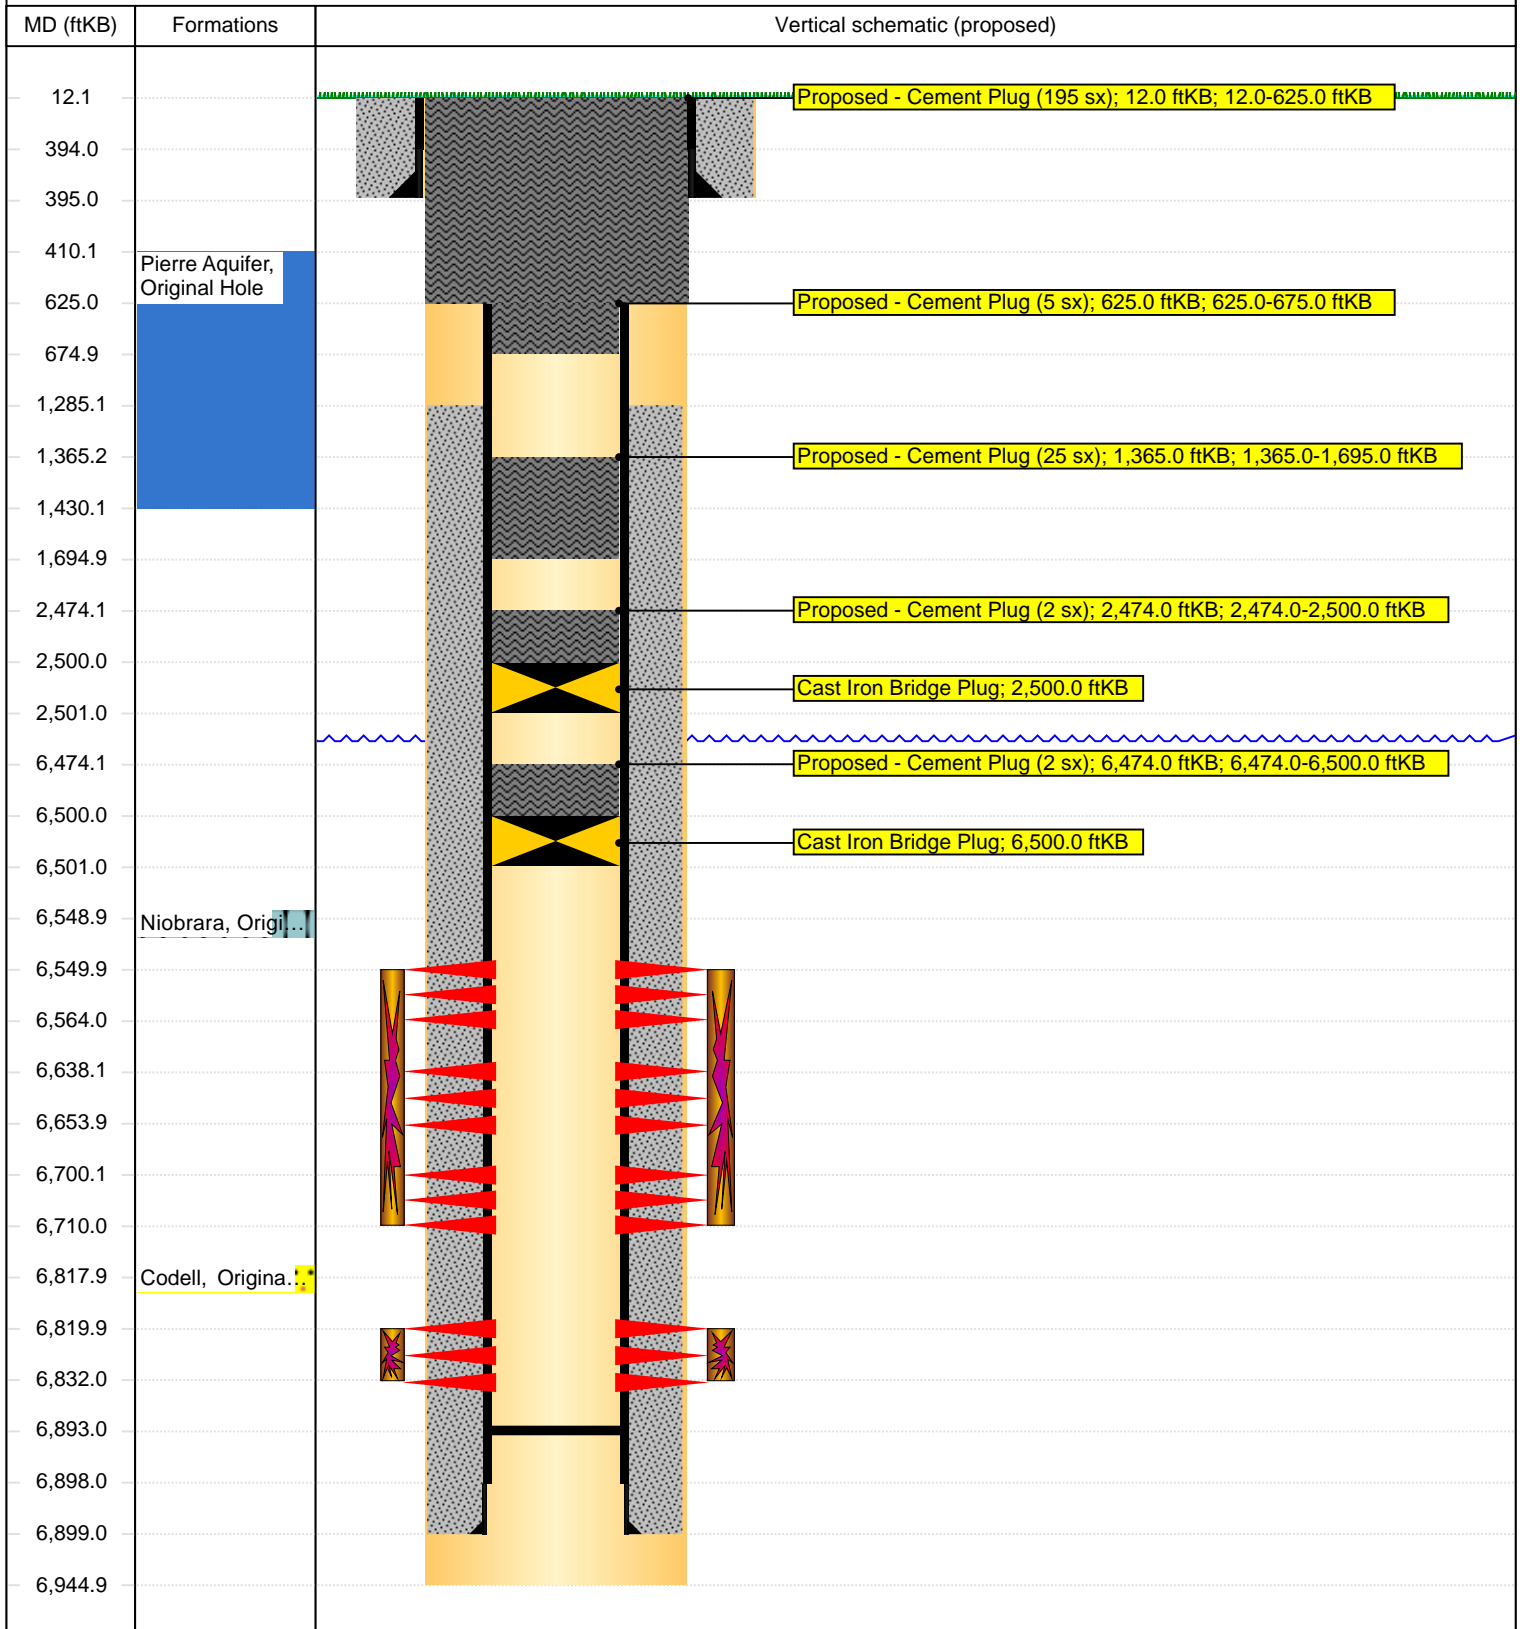 MD (ftKB) Formations Vertical schematic (proposed)
12.1
Proposed - Cement Plug (195 sx); 12.0 ftKB; 12.0-625.0 ftKB
394.0
395.0
410.1
Pierre Aquifer,
Original Hole
625.0
Proposed - Cement Plug (5 sx); 625.0 ftKB; 625.0-675.0 ftKB
674.9
1,285.1
1,365.2
Proposed - Cement Plug (25 sx); 1,365.0 ftKB; 1,365.0-1,695.0 ftKB
1,430.1
1,694.9
2,474.1
Proposed - Cement Plug (2 sx); 2,474.0 ftKB; 2,474.0-2,500.0 ftKB
2,500.0
Cast Iron Bridge Plug; 2,500.0 ftKB
2,501.0
6,474.1
Proposed - Cement Plug (2 sx); 6,474.0 ftKB; 6,474.0-6,500.0 ftKB
6,500.0
Cast Iron Bridge Plug; 6,500.0 ftKB
6,501.0
6,548.9
Niobrara, Origi...
6,549.9
6,564.0
6,638.1
6,653.9
6,700.1
6,710.0
6,817.9
Codell, Origina...
6,819.9
6,832.0
6,893.0
6,898.0
6,899.0
6,944.9